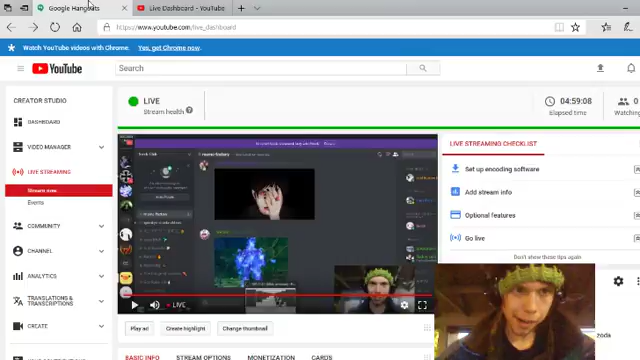 Google Hangouts
Live Dashboard - YouTube
https://www.youtube.com/live_dashboard
Watch YouTube videos with Chrome. Yes, get Chrome now.
YouTube
Search
CREATOR STUDIO
LIVE
Stream health
04:59:08
Elapsed time
0
Watching
DASHBOARD
VIDEO MANAGER
LIVE STREAMING
Stream now
Events
COMMUNITY
CHANNEL
ANALYTICS
TRANSLATIONS &
TRANSCRIPTIONS
CREATE
LIVE
LIVE STREAMING CHECKLIST
Set up encoding software
Add stream info
Optional features
Go live
Don't show these tips again
Play ad
Create highlight
Change thumbnail
BASIC INFO
STREAM OPTIONS
MONETIZATION
CARDS